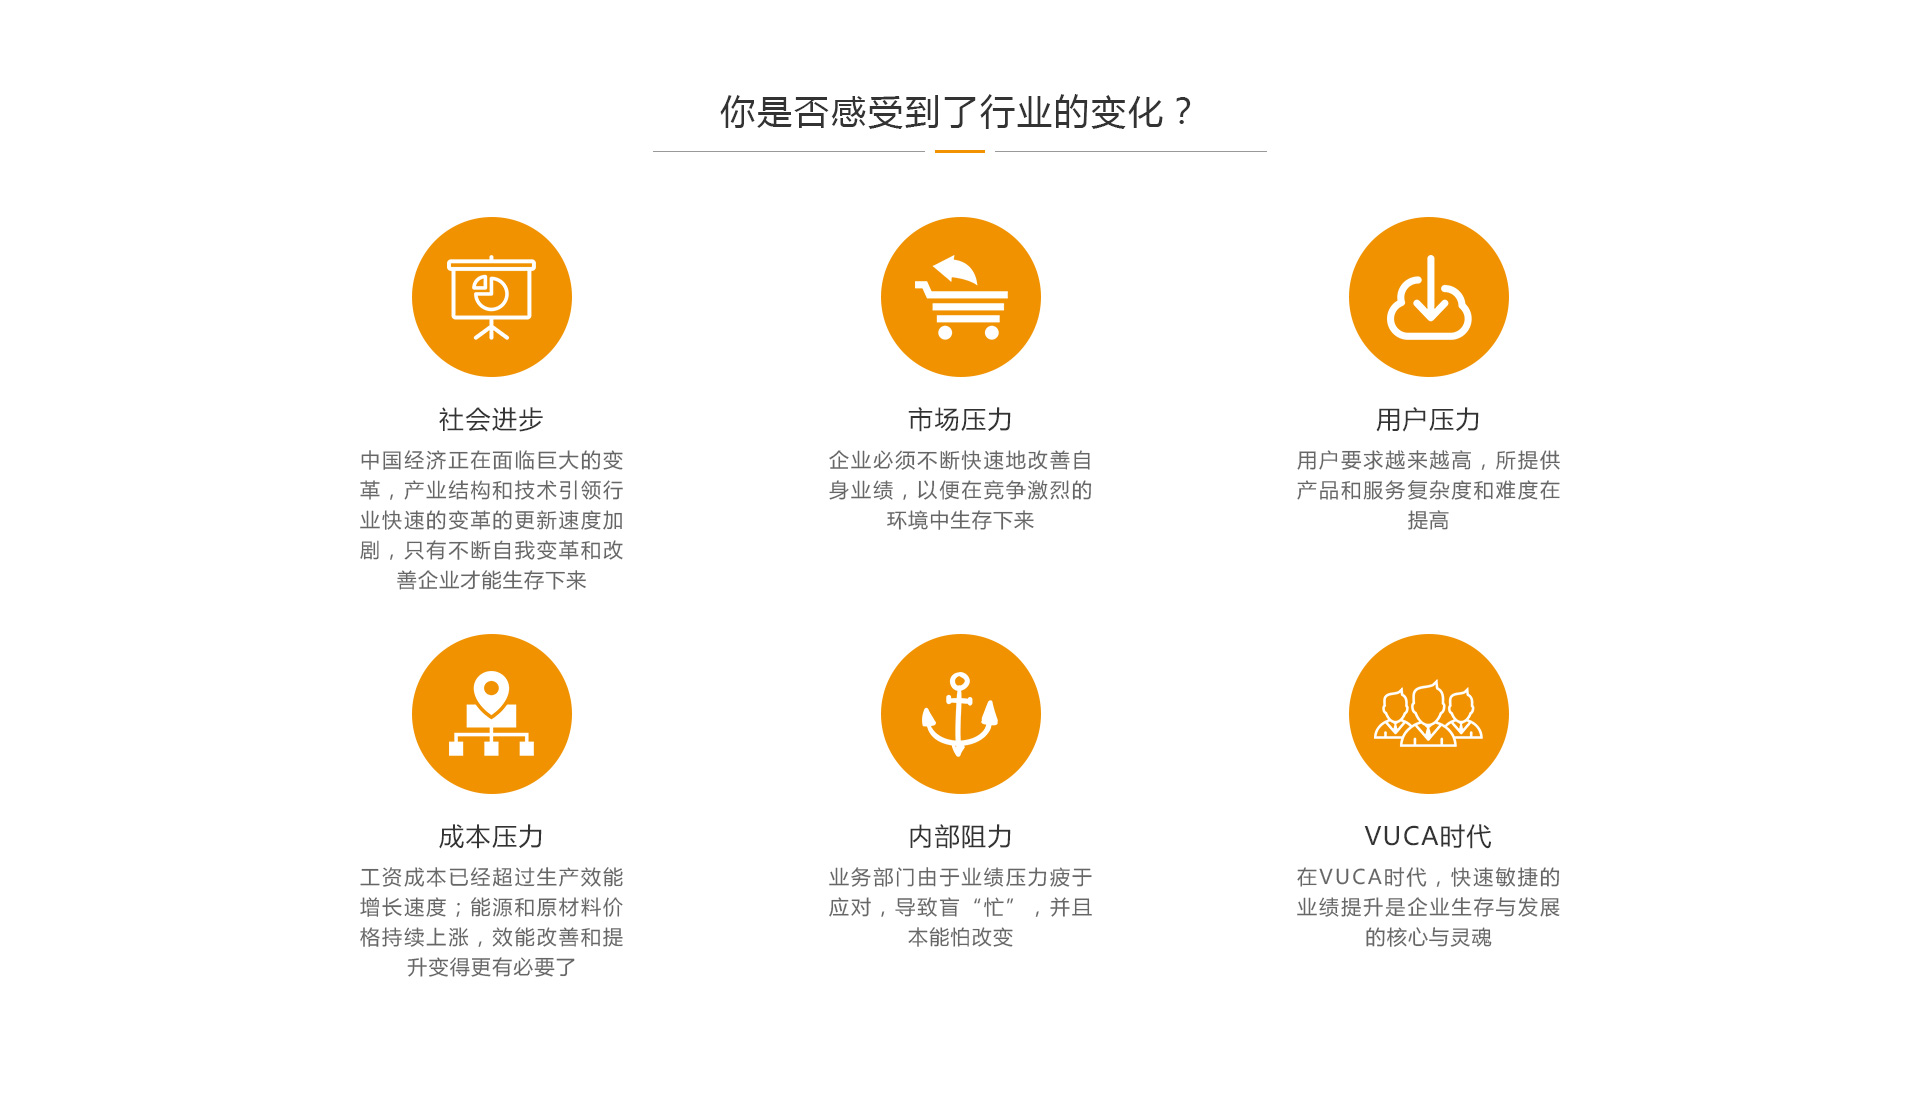 你是否感受到了行业的变化？
社会进步
中国经济正在面临巨大的变
革，产业结构和技术引领行
业快速的变革的更新速度加
剧，只有不断自我变革和改
善企业才能生存下来
市场压力
企业必须不断快速地改善自
身业绩，以便在竞争激烈的
环境中生存下来
用户压力
用户要求越来越高，所提供
产品和服务复杂度和难度在
提高
成本压力
工资成本已经超过生产效能
增长速度；能源和原材料价
格持续上涨，效能改善和提
升变得更有必要了
内部阻力
业务部门由于业绩压力疲于
应对，导致盲“忙”，并且
本能怕改变
VUCA时代
在VUCA时代，快速敏捷的
业绩提升是企业生存与发展
的核心与灵魂